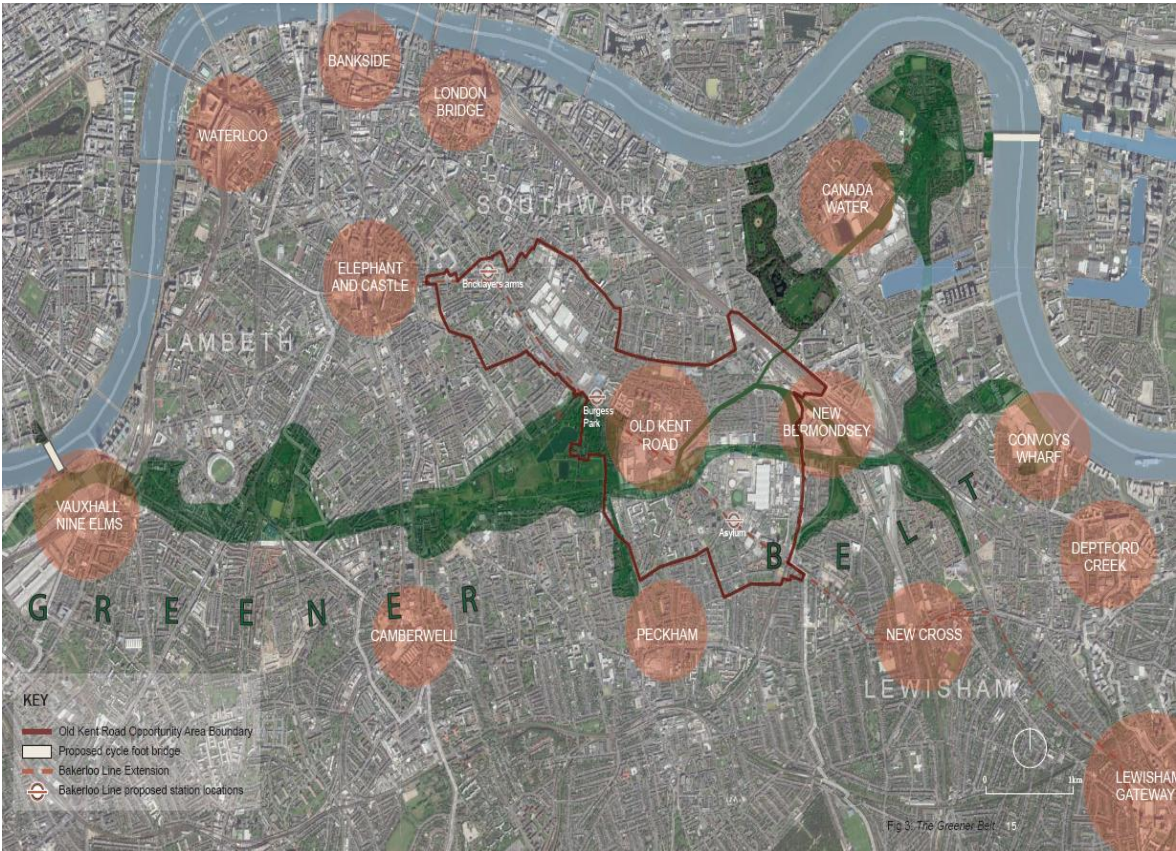 BANKSIDE
LONDON
BRIDGE
WATERLOO
CANADA
WATER
SOUTHWARK
ELEPHANT
AND CASTLE
Bricklayers arms
LAMBETH
Burgess
Park
OLD KENT
ROAD
NEW
BERMONDSEY
CONVOYS
WHARF
VAUXHALL
NINE ELMS
Asylum
DEPTFORD
CREEK
GREENER BELT
CAMBERWELL
PECKHAM
NEW CROSS
LEWISHAM
LEWISHAM
GATEWAY
KEY
Old Kent Road Opportunity Area Boundary
Proposed cycle foot bridge
Bakerloo Line Extension
Bakerloo Line proposed station locations
0 1km
Fig 3: The Greener Belt 15